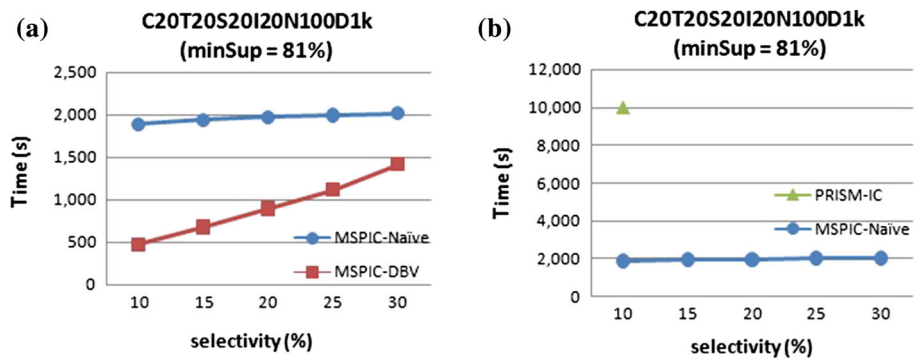 (a)
C20T20S20I20N100D1k
(minSup = 81%)
2,500
2,000
1,500
1,000
500
0
Time (s)
MSPIC-Naïve
MSPIC-DBV
10 15 20 25 30
selectivity (%)
(b)
C20T20S20I20N100D1k
(minSup = 81%)
12,000
10,000
8,000
6,000
4,000
2,000
0
Time (s)
PRISM-IC
MSPIC-Naïve
10 15 20 25 30
selectivity (%)